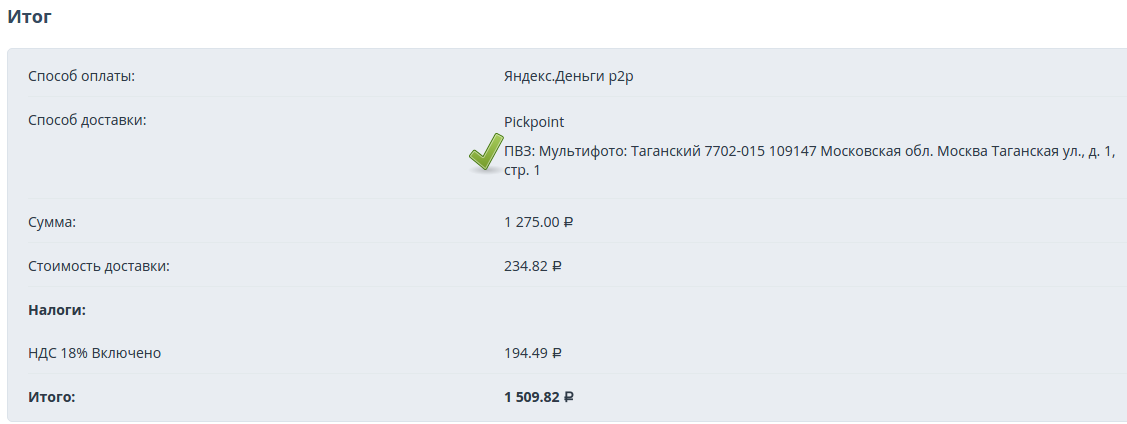 Итог
Способ оплаты: Яндекс.Деньги p2p
Способ доставки: Pickpoint
ПВЗ: Мультифото: Таганский 7702-015 109147 Московская обл. Москва Таганская ул., д. 1,
стр. 1
Сумма: 1 275.00 ₽
Стоимость доставки: 234.82 ₽
Налоги:
НДС 18% Включено 194.49 ₽
Итого: 1 509.82 ₽